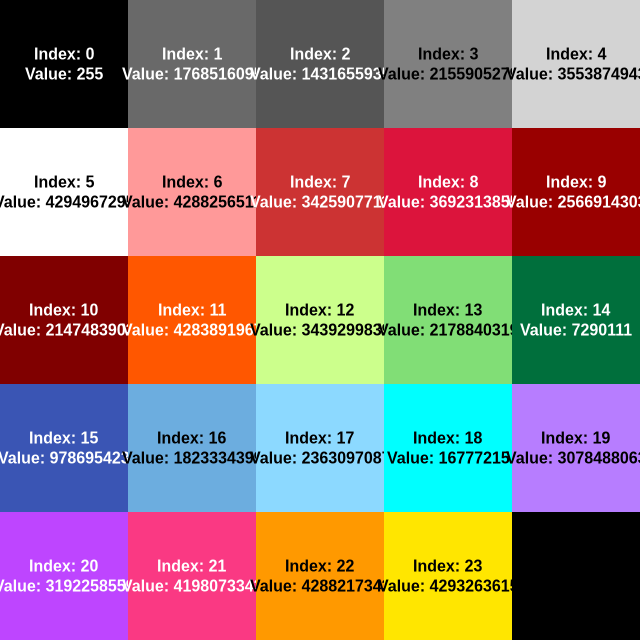 Index: 0
Value: 255
Index: 1
Value: 176851609
Index: 2
Value: 143165593
Index: 3
Value: 215590527
Index: 4
Value: 355387494
Index: 5
Value: 429496729
Index: 6
Value: 428825651
Index: 7
Value: 342590771
Index: 8
Value: 369231385
Index: 9
Value: 256691430
Index: 10
Value: 214748390
Index: 11
Value: 428389196
Index: 12
Value: 343929983
Index: 13
Value: 217884031
Index: 14
Value: 7290111
Index: 15
Value: 978695423
Index: 16
Value: 182333439
Index: 17
Value: 236309708
Index: 18
Value: 16777215
Index: 19
Value: 307848806
Index: 20
Value: 319225855
Index: 21
Value: 419807334
Index: 22
Value: 428821734
Index: 23
Value: 4293263615